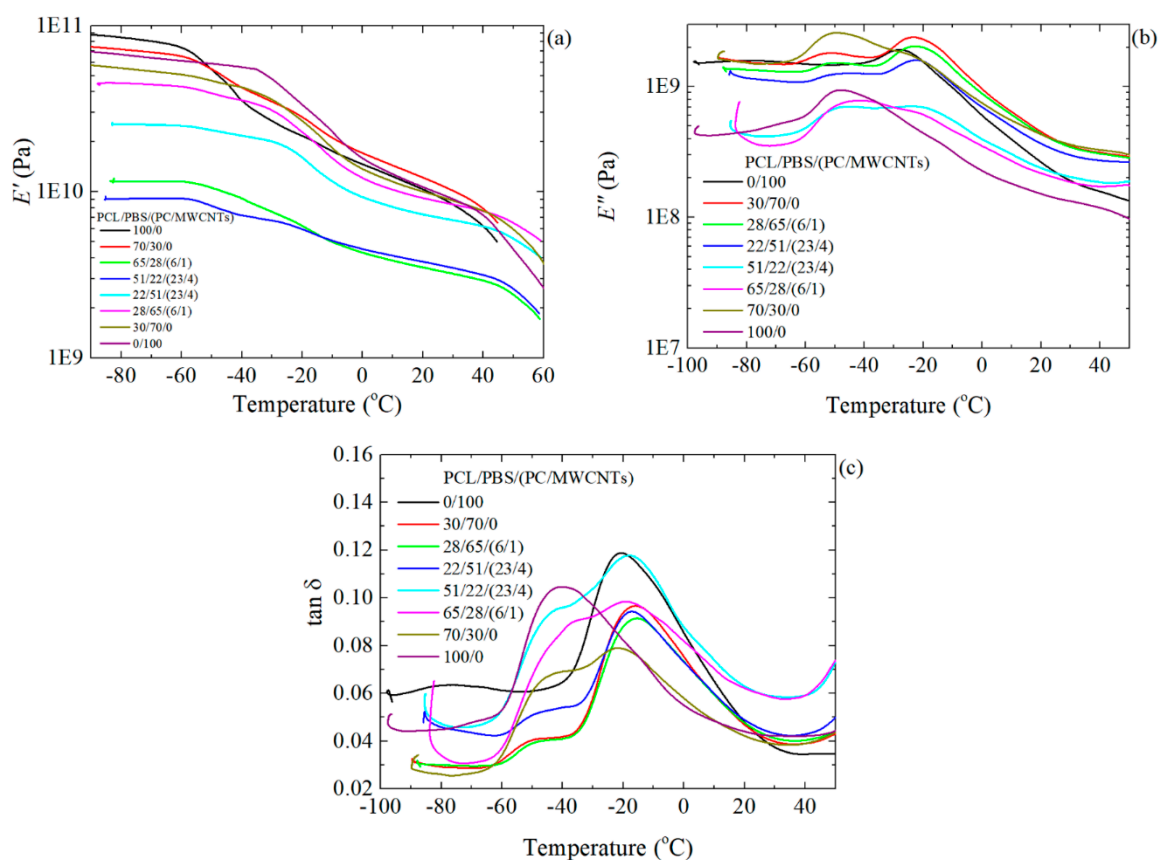 (a)
1E11
1E10
1E9
E' (Pa)
PCL/PBS/(PC/MWCNTs)
100/0
70/30/0
65/28/(6/1)
51/22/(23/4)
22/51/(23/4)
28/65/(6/1)
30/70/0
0/100
-80 -60 -40 -20 0 20 40 60
Temperature (°C)
(b)
1E9
1E8
1E7
E" (Pa)
PCL/PBS/(PC/MWCNTs)
0/100
30/70/0
28/65/(6/1)
22/51/(23/4)
51/22/(23/4)
65/28/(6/1)
70/30/0
100/0
-100 -80 -60 -40 -20 0 20 40
Temperature (°C)
(c)
0.16
0.14
0.12
0.10
0.08
0.06
0.04
0.02
tan δ
PCL/PBS/(PC/MWCNTs)
0/100
30/70/0
28/65/(6/1)
22/51/(23/4)
51/22/(23/4)
65/28/(6/1)
70/30/0
100/0
-100 -80 -60 -40 -20 0 20 40
Temperature (°C)